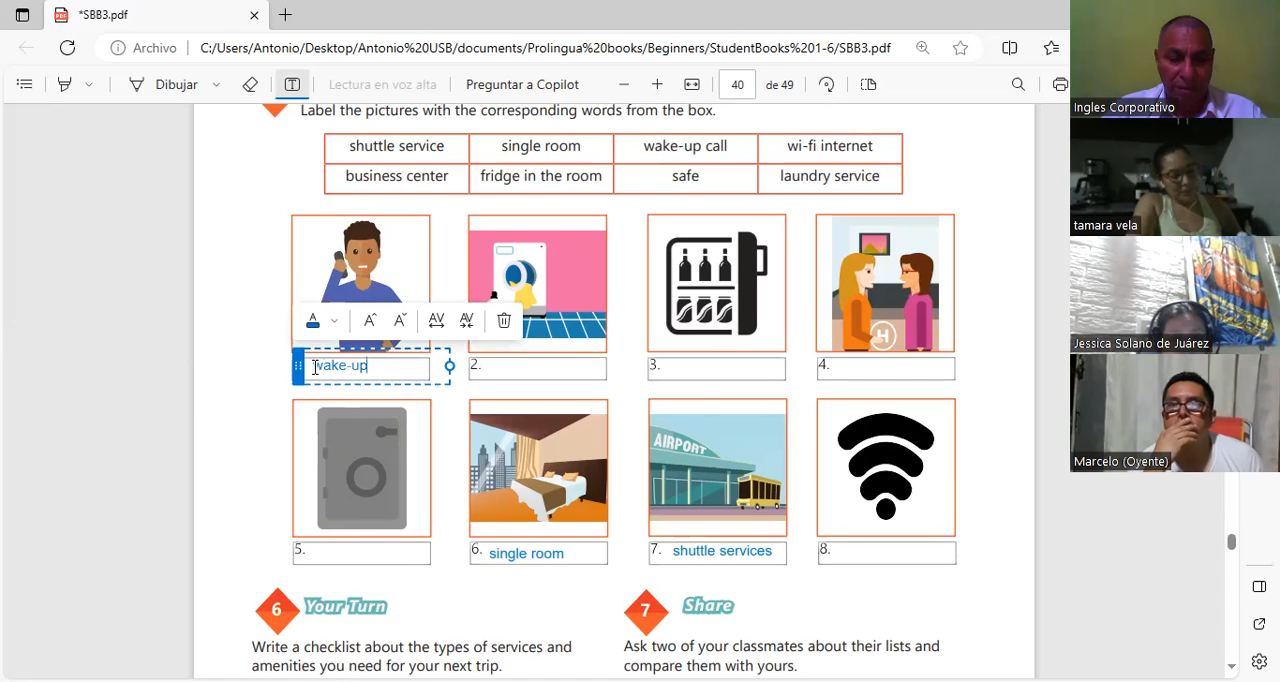 *SBB3.pdf
Archivo
C:/Users/Antonio/Desktop/Antonio%20USB/documents/Prolingua%20books/Beginners/StudentBooks%201-6/SBB3.pdf
Dibujar
Lectura en voz alta
Preguntar a Copilot
40
de 49
Label the pictures with the corresponding words from the box.
shuttle service single room wake-up call wi-fi internet
business center fridge in the room safe laundry service
wake-up
2.
3.
4.
H
AIRPORT
5.
6. single room
7. shuttle services
8.
6 Your Turn
Write a checklist about the types of services and
amenities you need for your next trip.
7 Share
Ask two of your classmates about their lists and
compare them with yours.
Ingles Corporativo
tamara vela
Jessica Solano de Juárez
Marcelo (Oyente)